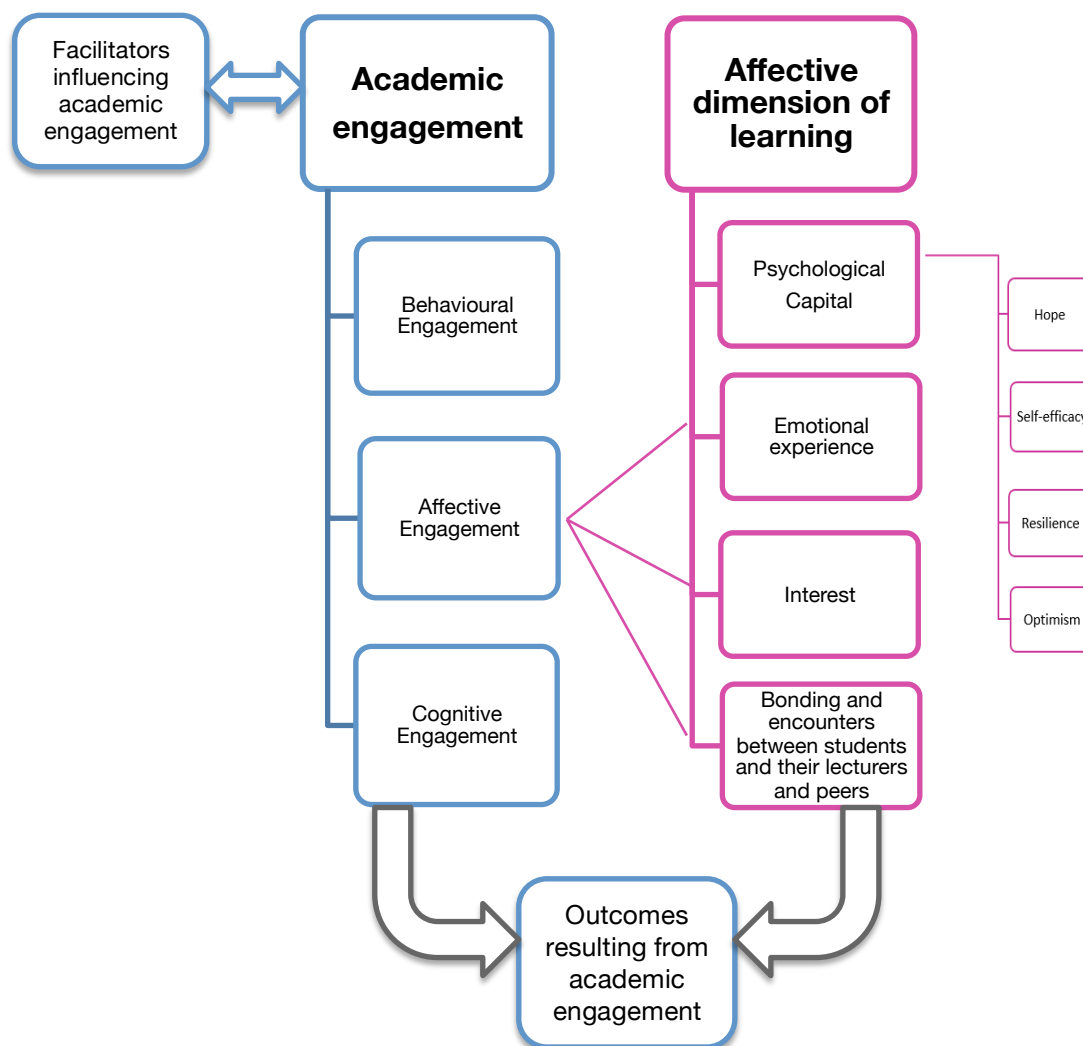 Facilitators
influencing
academic
engagement
Academic
engagement
Affective
dimension of
learning
Behavioural
Engagement
Affective
Engagement
Cognitive
Engagement
Psychological
Capital
Emotional
experience
Interest
Bonding and
encounters
between students
and their lecturers
and peers
Hope
Self-efficacy
Resilience
Optimism
Outcomes
resulting from
academic
engagement